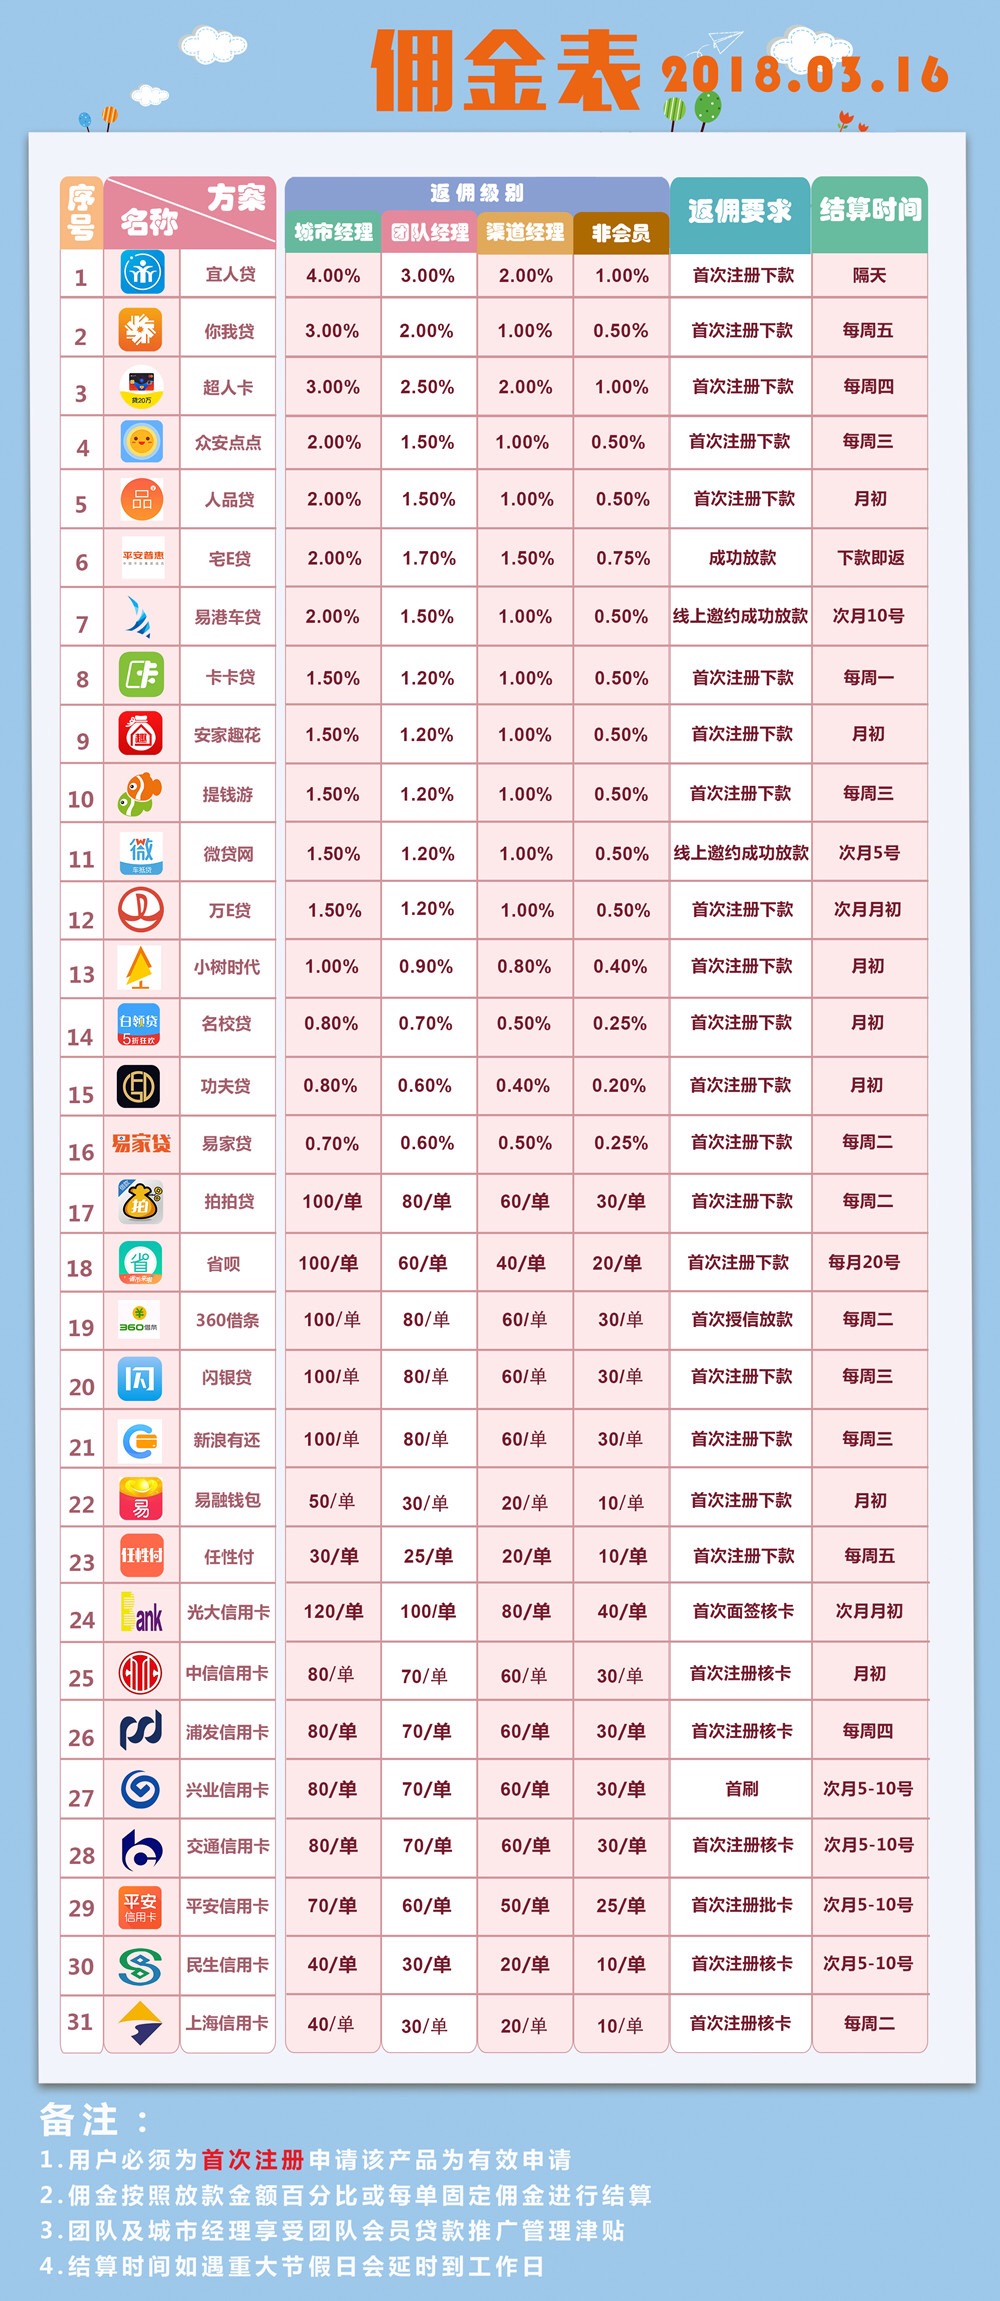 佣金表 2018.03.16
序号 名称 方案 返佣级别 返佣要求 结算时间
城市经理 团队经理 渠道经理 非会员
1 宜人贷 4.00% 3.00% 2.00% 1.00% 首次注册下款 隔天
2 你我贷 3.00% 2.00% 1.00% 0.50% 首次注册下款 每周五
3 贷20万 超人卡 3.00% 2.50% 2.00% 1.00% 首次注册下款 每周四
4 众安点点 2.00% 1.50% 1.00% 0.50% 首次注册下款 每周三
5 品 人品贷 2.00% 1.50% 1.00% 0.50% 首次注册下款 月初
6 平安普惠 宅E贷 2.00% 1.70% 1.50% 0.75% 成功放款 下款即返
7 易港车贷 2.00% 1.50% 1.00% 0.50% 线上邀约成功放款 次月10号
8 卡 卡卡贷 1.50% 1.20% 1.00% 0.50% 首次注册下款 每周一
9 趣 安家趣花 1.50% 1.20% 1.00% 0.50% 首次注册下款 月初
10 提钱游 1.50% 1.20% 1.00% 0.50% 首次注册下款 每周三
11 微 车抵贷 微贷网 1.50% 1.20% 1.00% 0.50% 线上邀约成功放款 次月5号
12 万E贷 1.50% 1.20% 1.00% 0.50% 首次注册下款 次月月初
13 小树时代 1.00% 0.90% 0.80% 0.40% 首次注册下款 月初
14 白领贷 5折狂欢 名校贷 0.80% 0.70% 0.50% 0.25% 首次注册下款 月初
15 功夫贷 0.80% 0.60% 0.40% 0.20% 首次注册下款 月初
16 易家贷 易家贷 0.70% 0.60% 0.50% 0.25% 首次注册下款 每周二
17 拍 拍拍贷 100/单 80/单 60/单 30/单 首次注册下款 每周二
18 省 省呗 100/单 60/单 40/单 20/单 首次注册下款 每月20号
19 360借条 360借条 100/单 80/单 60/单 30/单 首次授信放款 每周二
20 闪 闪银贷 100/单 80/单 60/单 30/单 首次注册下款 每周三
21 新浪有还 100/单 80/单 60/单 30/单 首次注册下款 每周三
22 易 易融钱包 50/单 30/单 20/单 10/单 首次注册下款 月初
23 任性付 任性付 30/单 25/单 20/单 10/单 首次注册下款 每周五
24 Bank 光大信用卡 120/单 100/单 80/单 40/单 首次面签核卡 次月月初
25 中信信用卡 80/单 70/单 60/单 30/单 首次注册核卡 月初
26 浦发信用卡 80/单 70/单 60/单 30/单 首次注册核卡 每周四
27 兴业信用卡 80/单 70/单 60/单 30/单 首刷 次月5-10号
28 交通信用卡 80/单 70/单 60/单 30/单 首次注册核卡 次月5-10号
29 平安 信用卡 平安信用卡 70/单 60/单 50/单 25/单 首次注册批卡 次月5-10号
30 民生信用卡 40/单 30/单 20/单 10/单 首次注册核卡 次月5-10号
31 上海信用卡 40/单 30/单 20/单 10/单 首次注册核卡 每周二
备注：
1.用户必须为首次注册申请该产品为有效申请
2.佣金按照放款金额百分比或每单固定佣金进行结算
3.团队及城市经理享受团队会员贷款推广管理津贴
4.结算时间如遇重大节假日会延时到工作日